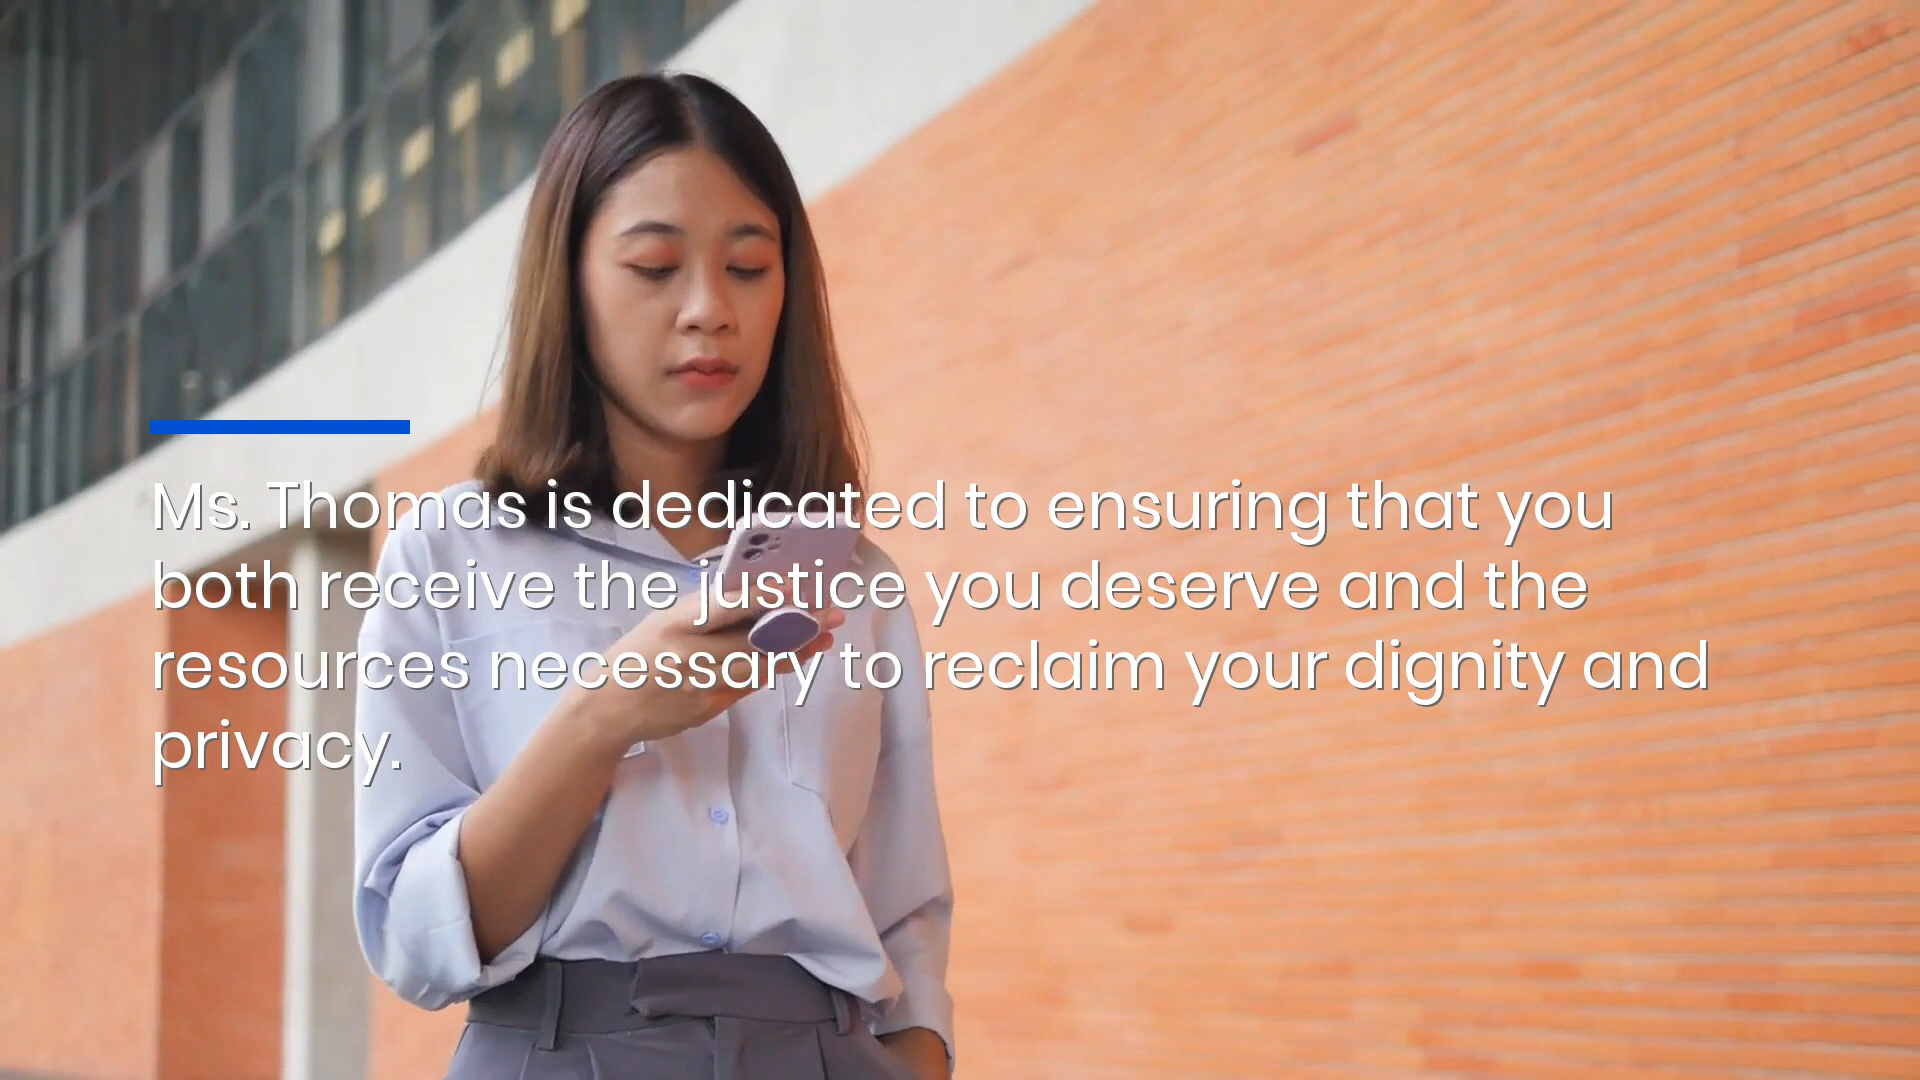 Ms. Thomas is dedicated to ensuring that you
both receive the justice you deserve and the
resources necessary to reclaim your dignity and
privacy.